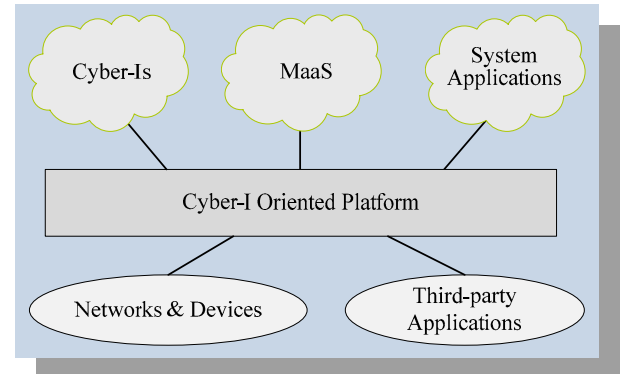 Cyber-Is
MaaS
System
Applications
Cyber-I Oriented Platform
Networks & Devices
Third-party
Applications